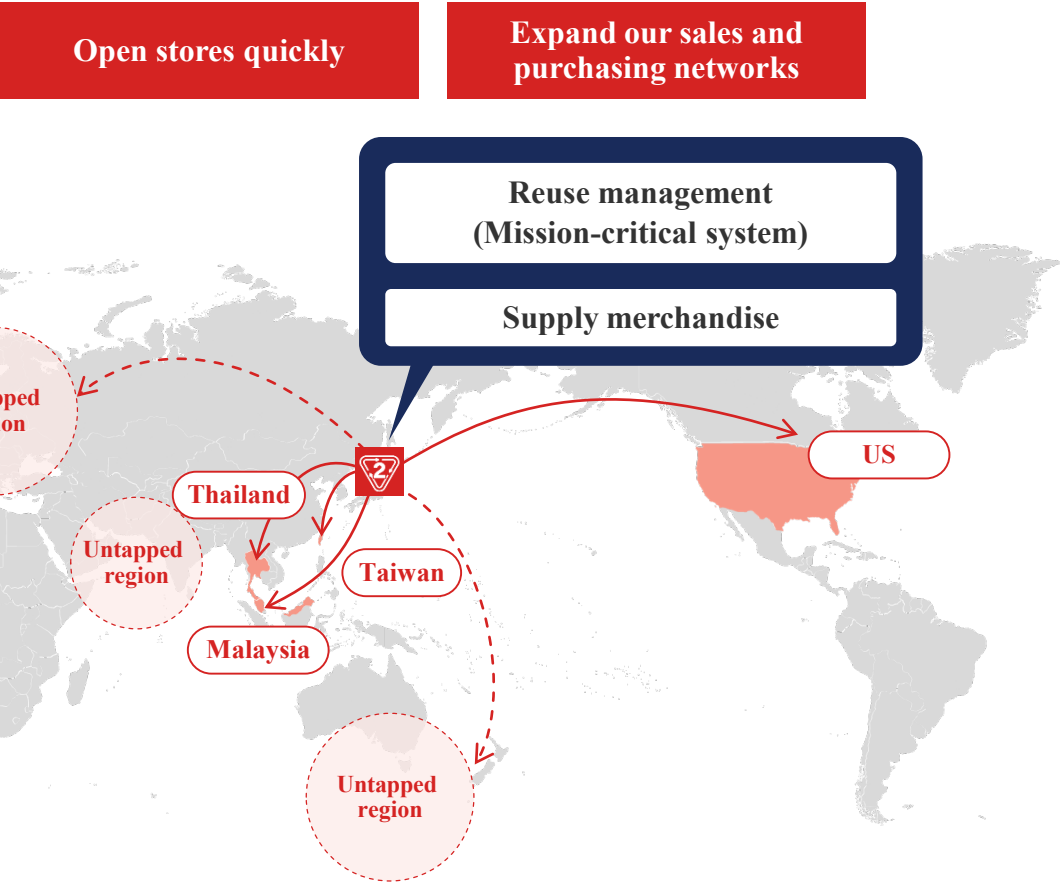 Open stores quickly
Expand our sales and
purchasing networks
Reuse management
(Mission-critical system)
Supply merchandise
US
2
Thailand
Untapped
region
Taiwan
Malaysia
Untapped
region